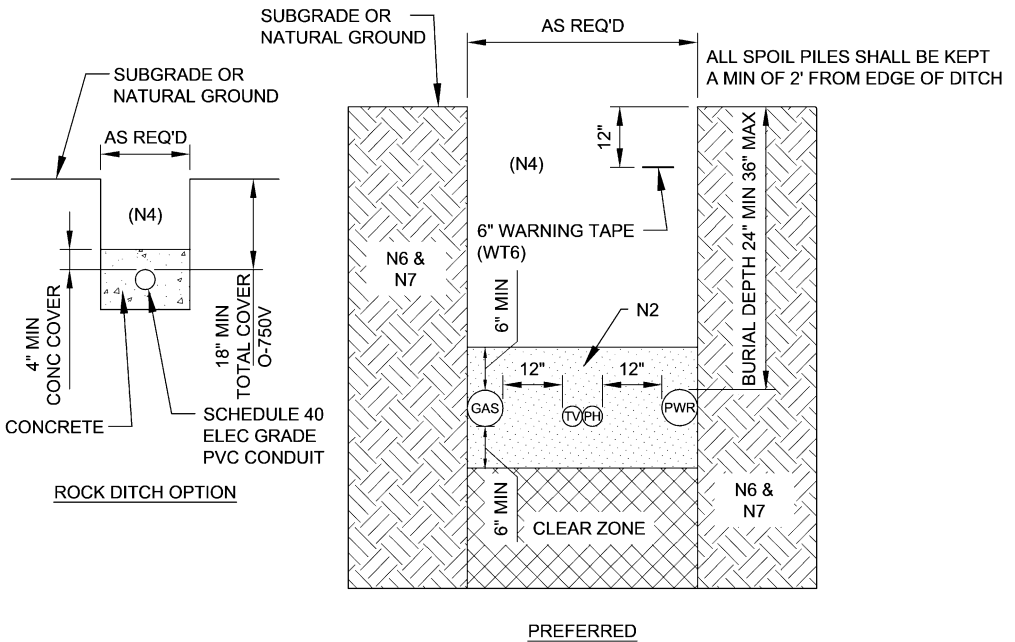 SUBGRADE OR
NATURAL GROUND
AS REQ'D
(N4)
4" MIN
CONC COVER
18" MIN
TOTAL COVER
O-750V
CONCRETE
SCHEDULE 40
ELEC GRADE
PVC CONDUIT
ROCK DITCH OPTION
SUBGRADE OR
NATURAL GROUND
AS REQ'D
ALL SPOIL PILES SHALL BE KEPT
A MIN OF 2' FROM EDGE OF DITCH
12"
(N4)
BURIAL DEPTH 24" MIN 36" MAX
6" WARNING TAPE
(WT6)
N6 &
N7
6" MIN
N2
12"
12"
GAS
TV
PH
PWR
6" MIN
CLEAR ZONE
N6 &
N7
PREFERRED